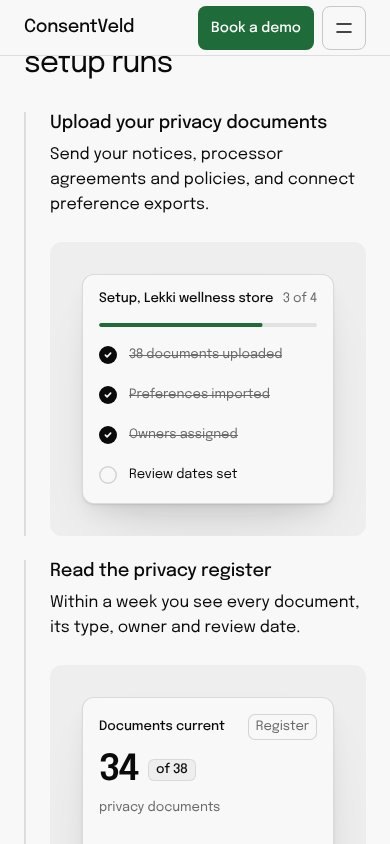 ConsentVeld
Book a demo
setup runs
Upload your privacy documents
Send your notices, processor
agreements and policies, and connect
preference exports.
Setup, Lekki wellness store 3 of 4
38 documents uploaded
Preferences imported
Owners assigned
Review dates set
Read the privacy register
Within a week you see every document,
its type, owner and review date.
Documents current Register
34 of 38
privacy documents